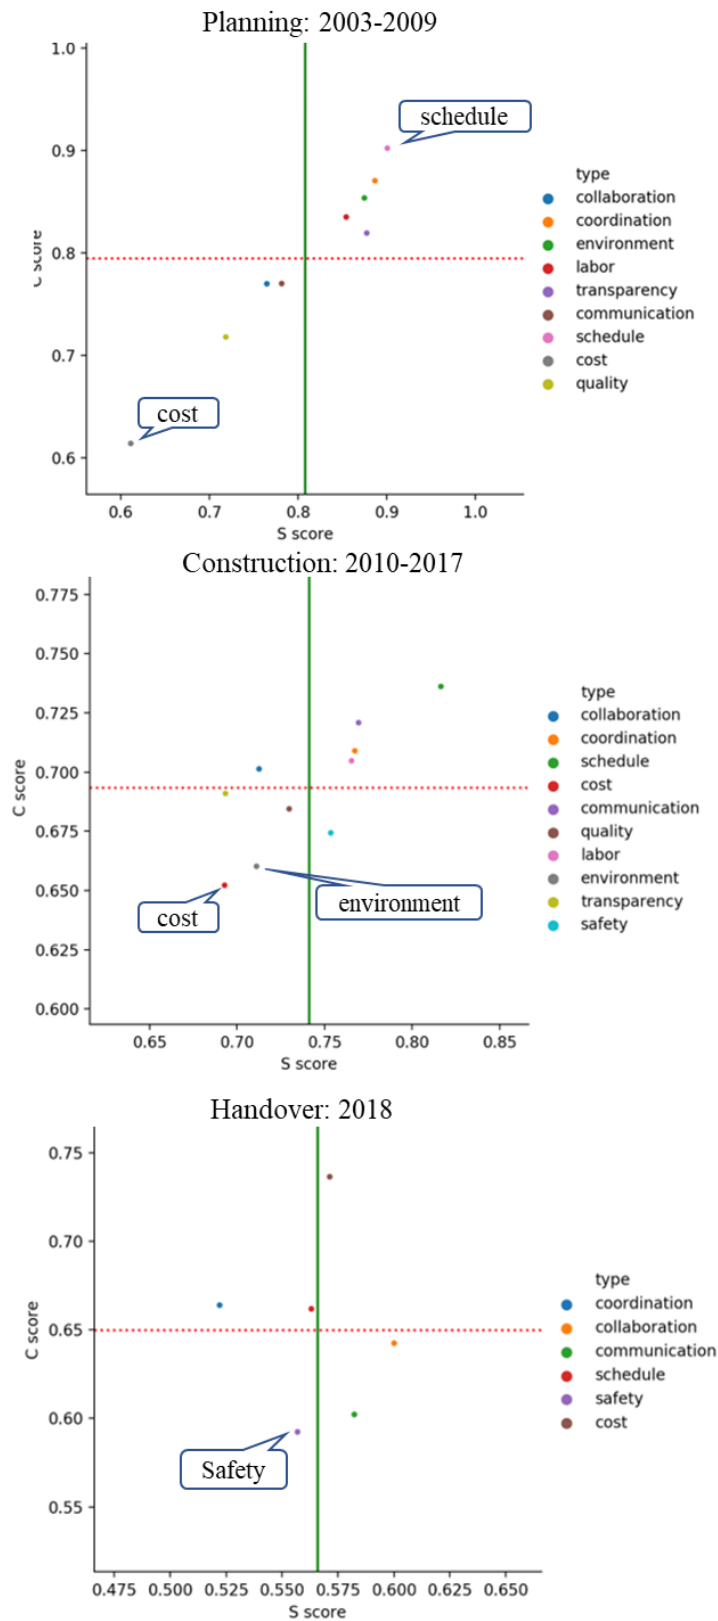 Planning: 2003-2009
1.0
0.9
0.8
0.7
0.6
C score
schedule
cost
0.6 0.7 0.8 0.9 1.0
S score
type
collaboration
coordination
environment
labor
transparency
communication
schedule
cost
quality
Construction: 2010-2017
0.775
0.750
0.725
0.700
0.675
0.650
0.625
0.600
C score
cost
environment
0.65 0.70 0.75 0.80 0.85
S score
type
collaboration
coordination
schedule
cost
communication
quality
labor
environment
transparency
safety
Handover: 2018
0.75
0.70
0.65
0.60
0.55
C score
Safety
0.475 0.500 0.525 0.550 0.575 0.600 0.625 0.650
S score
type
coordination
collaboration
communication
schedule
safety
cost